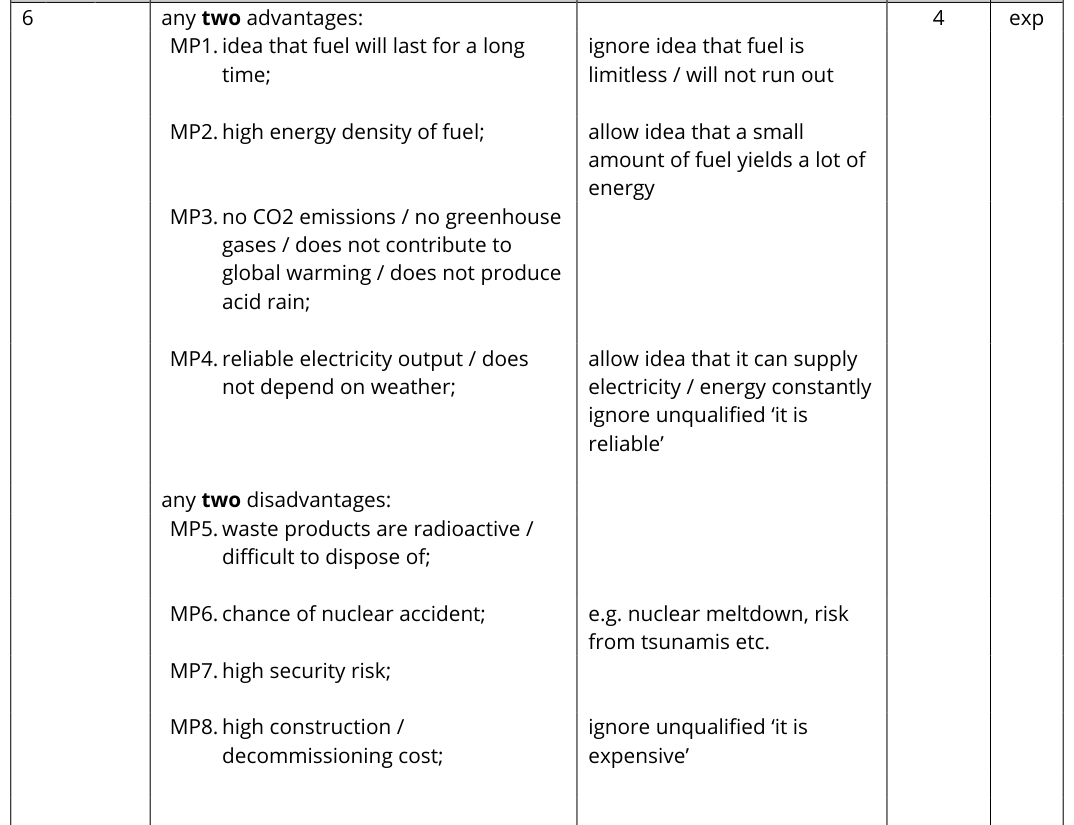 6 any two advantages: 4 exp
MP1. idea that fuel will last for a long ignore idea that fuel is
time; limitless / will not run out
MP2. high energy density of fuel; allow idea that a small
amount of fuel yields a lot of
energy
MP3. no CO2 emissions / no greenhouse
gases / does not contribute to
global warming / does not produce
acid rain;
MP4. reliable electricity output / does allow idea that it can supply
not depend on weather; electricity / energy constantly
ignore unqualified ‘it is
reliable’
any two disadvantages:
MP5. waste products are radioactive /
difficult to dispose of;
MP6. chance of nuclear accident; e.g. nuclear meltdown, risk
from tsunamis etc.
MP7. high security risk;
MP8. high construction / ignore unqualified ‘it is
decommissioning cost; expensive’